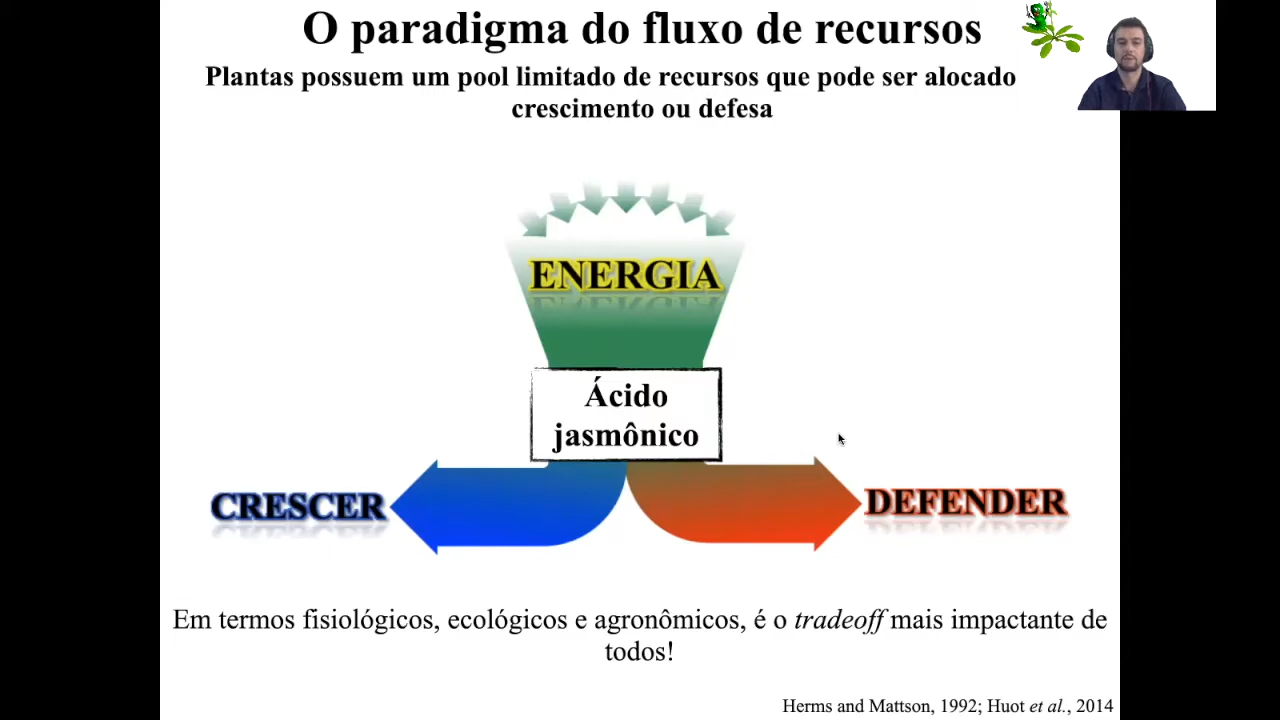 O paradigma do fluxo de recursos
Plantas possuem um pool limitado de recursos que pode ser alocado
crescimento ou defesa
ENERGIA
Ácido
jasmônico
CRESCER
DEFENDER
Em termos fisiológicos, ecológicos e agronômicos, é o tradeoff mais impactante de
todos!
Herms and Mattson, 1992; Huot et al., 2014